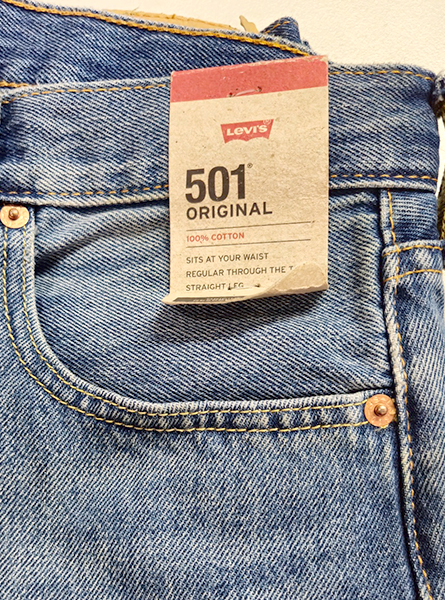 Levi's
501®
ORIGINAL
100% COTTON
SITS AT YOUR WAIST
REGULAR THROUGH THE T
STRAIGHT LEG